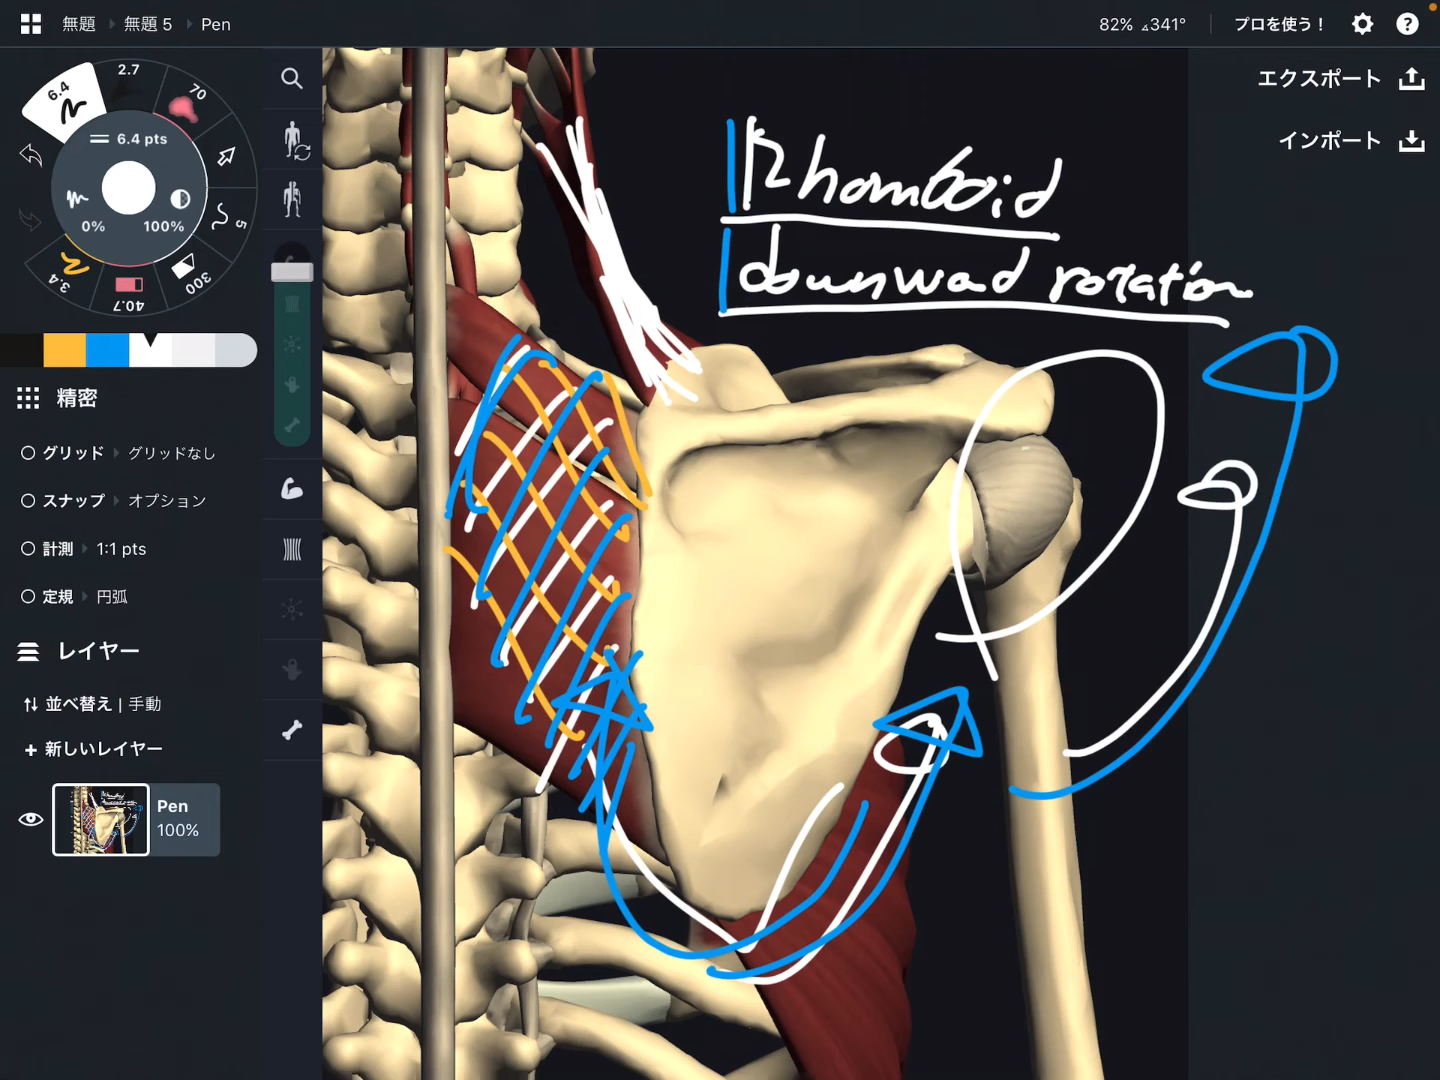 無題 無題 5 Pen
82% ⊿341° プロを使う！
エクスポート
インポート
2.7
6.4
70
6.4 pts
0% 100%
5
300
40.7
3.4
精密
グリッド グリッドなし
スナップ オプション
計測 1:1 pts
定規 円弧
レイヤー
並べ替え | 手動
+ 新しいレイヤー
Pen
100%
Rhomboid
downwad rotation